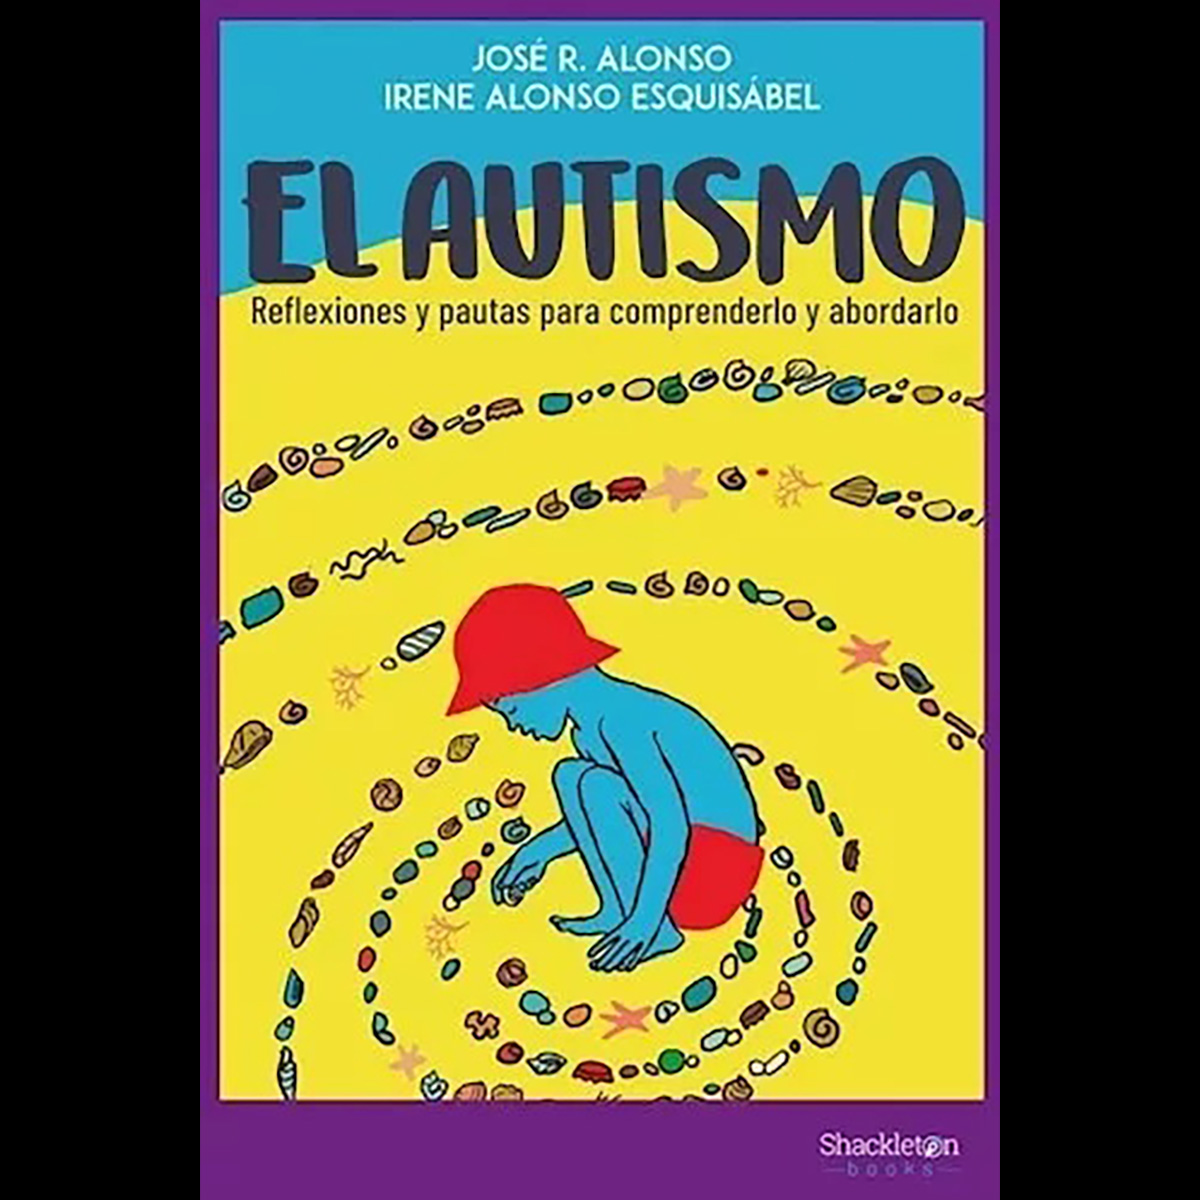 JOSÉ R. ALONSO
IRENE ALONSO ESQUISÁBEL
EL AUTISMO
Reflexiones y pautas para comprenderlo y abordarlo
Shackleton
books